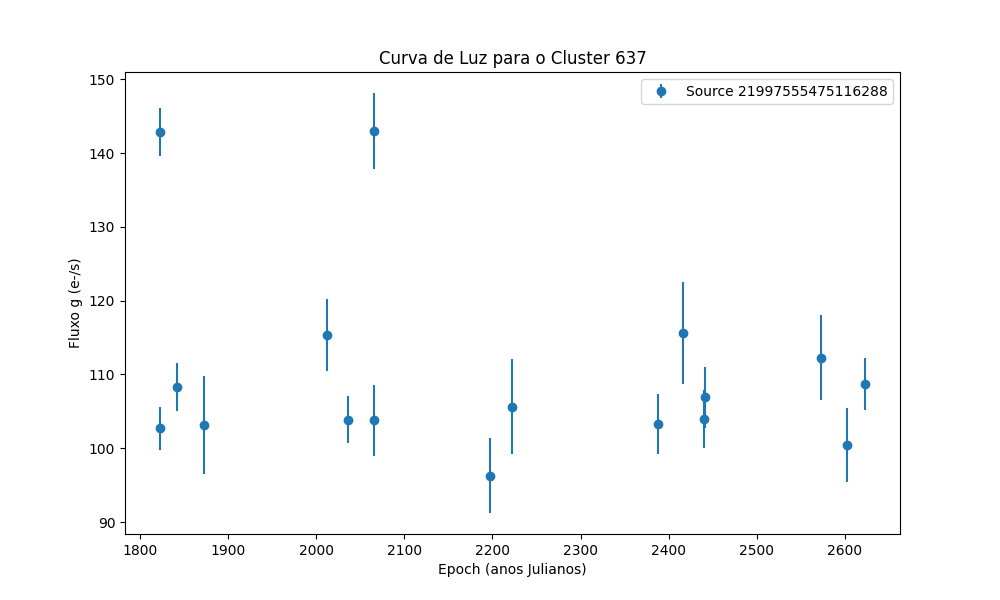 Curva de Luz para o Cluster 637
Source 21997555475116288
Fluxo g (e-/s)
150
140
130
120
110
100
90
1800 1900 2000 2100 2200 2300 2400 2500 2600
Epoch (anos Julianos)